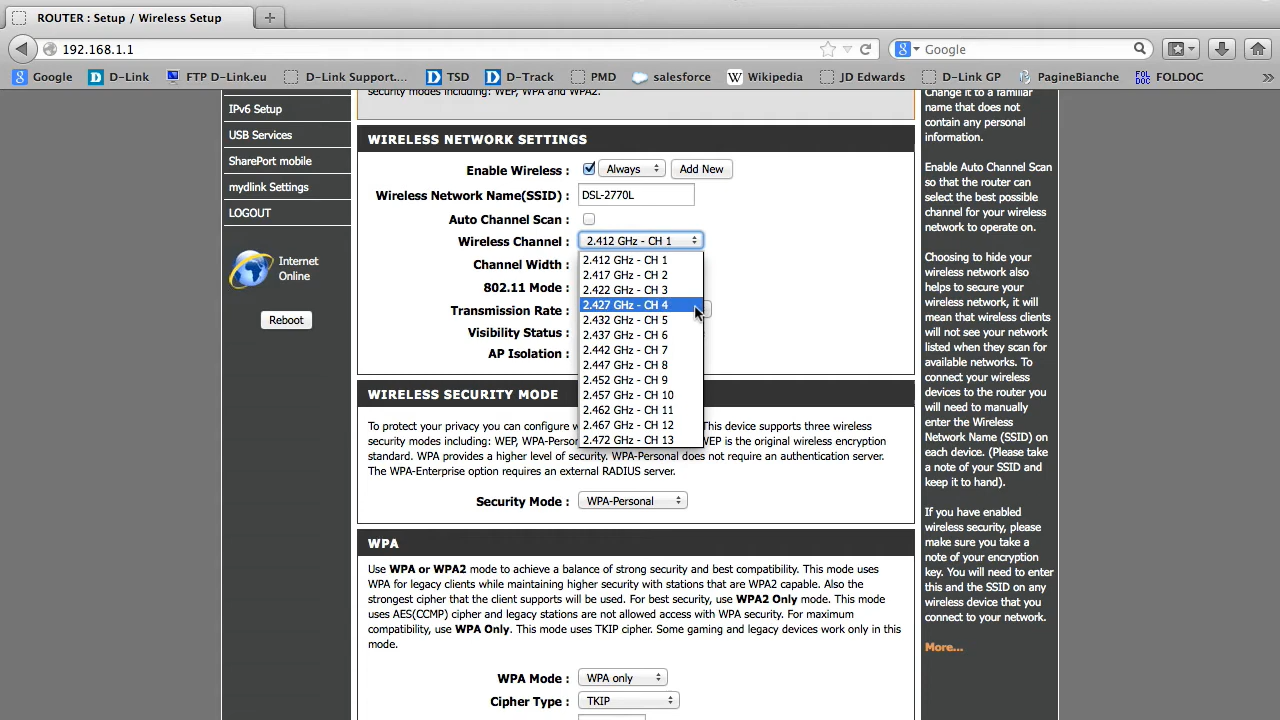 ROUTER : Setup / Wireless Setup
192.168.1.1
Google
Google
D-Link
FTP D-Link.eu
D-Link Support....
TSD
D-Track
PMD
salesforce
Wikipedia
JD Edwards
D-Link GP
PagineBianche
FOLDOC
IPv6 Setup
USB Services
SharePort mobile
mydlink Settings
LOGOUT
Internet
Online
Reboot
security modes including: WEP, WPA and WPA2.
WIRELESS NETWORK SETTINGS
Enable Wireless : Always Add New
Wireless Network Name(SSID) : DSL-2770L
Auto Channel Scan :
Wireless Channel : 2.412 GHz - CH 1
2.412 GHz - CH 1
2.417 GHz - CH 2
2.422 GHz - CH 3
2.427 GHz - CH 4
2.432 GHz - CH 5
2.437 GHz - CH 6
2.442 GHz - CH 7
2.447 GHz - CH 8
2.452 GHz - CH 9
2.457 GHz - CH 10
2.462 GHz - CH 11
2.467 GHz - CH 12
2.472 GHz - CH 13
Channel Width :
802.11 Mode :
Transmission Rate :
Visibility Status :
AP Isolation :
WIRELESS SECURITY MODE
To protect your privacy you can configure w This device supports three wireless
security modes including: WEP, WPA-Person WEP is the original wireless encryption
standard. WPA provides a higher level of security. WPA-Personal does not require an authentication server.
The WPA-Enterprise option requires an external RADIUS server.
Security Mode : WPA-Personal
WPA
Use WPA or WPA2 mode to achieve a balance of strong security and best compatibility. This mode uses
WPA for legacy clients while maintaining higher security with stations that are WPA2 capable. Also the
strongest cipher that the client supports will be used. For best security, use WPA2 Only mode. This mode
uses AES(CCMP) cipher and legacy stations are not allowed access with WPA security. For maximum
compatibility, use WPA Only. This mode uses TKIP cipher. Some gaming and legacy devices work only in this
mode.
WPA Mode : WPA only
Cipher Type : TKIP
Change it to a familiar
name that does not
contain any personal
information.
Enable Auto Channel Scan
so that the router can
select the best possible
channel for your wireless
network to operate on.
Choosing to hide your
wireless network also
helps to secure your
wireless network, it will
mean that wireless clients
will not see your network
listed when they scan for
available networks. To
connect your wireless
devices to the router you
will need to manually
enter the Wireless
Network Name (SSID) on
each device. (Please take
a note of your SSID and
keep it to hand).
If you have enabled
wireless security, please
make sure you take a
note of your encryption
key. You will need to enter
this and the SSID on any
wireless device that you
connect to your network.
More...